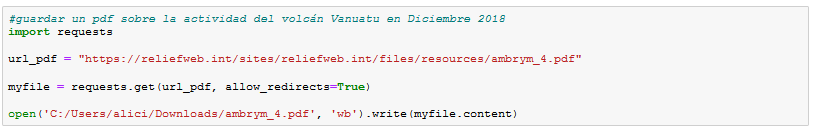 #guardar un pdf sobre la actividad del volcán Vanuatu en Diciembre 2018
import requests
url_pdf = "https://reliefweb.int/sites/reliefweb.int/files/resources/ambrym_4.pdf"
myfile = requests.get(url_pdf, allow_redirects=True)
open('C:/Users/alici/Downloads/ambrym_4.pdf', 'wb').write(myfile.content)